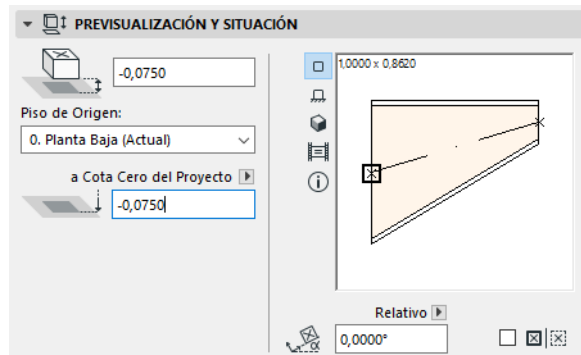 PREVISUALIZACIÓN Y SITUACIÓN
-0,0750
Piso de Origen:
0. Planta Baja (Actual)
a Cota Cero del Proyecto
-0,0750
1,0000 x 0,8620
Relativo
α
0,0000°